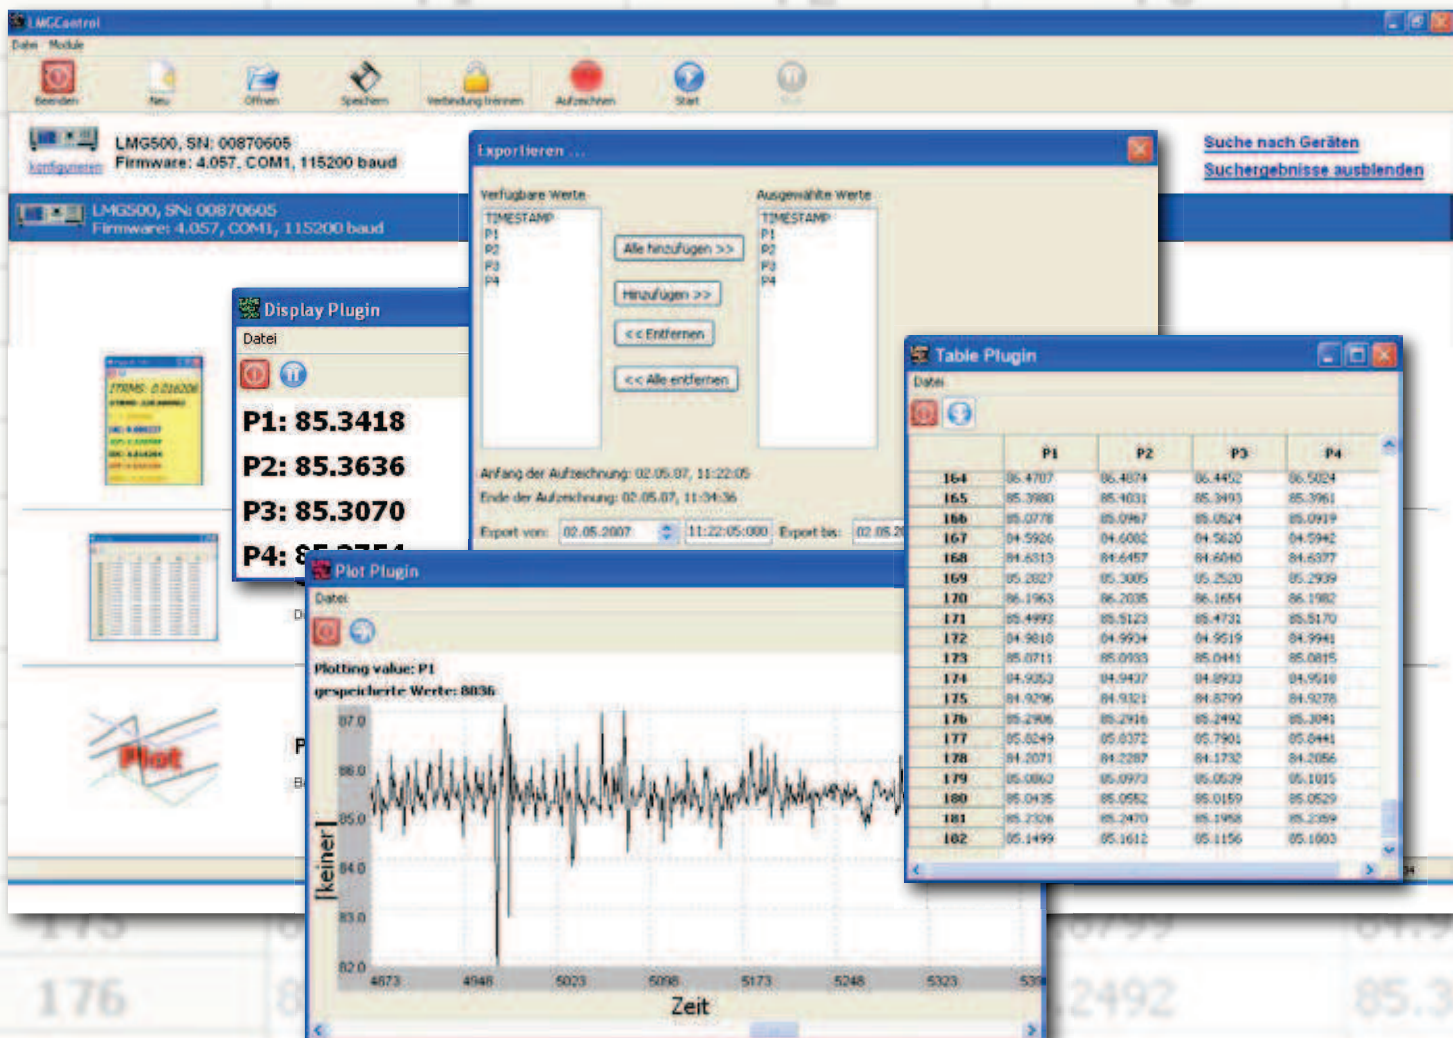 LMGControl
Datei Module
Beenden Neu Öffnen Speichern Verbindung trennen Aufzeichnen Start
LMG500, SN: 00870605
Firmware: 4.057, COM1, 115200 baud
konfigurieren
Suche nach Geräten
Suchergebnisse ausblenden
LMG500, SN: 00870605
Firmware: 4.057, COM1, 115200 baud
Exportieren ...
Verfügbare Werte
TIMESTAMP
P1
P2
P3
P4
Alle hinzufügen >>
Hinzufügen >>
<< Entfernen
<< Alle entfernen
Ausgewählte Werte
TIMESTAMP
P1
P2
P3
P4
Anfang der Aufzeichnung: 02.05.07, 11:22:05
Ende der Aufzeichnung: 02.05.07, 11:34:36
Export von: 02.05.2007 11:22:05:000 Export bis: 02.05.20
Display Plugin
Datei
P1: 85.3418
P2: 85.3636
P3: 85.3070
Plot Plugin
Datei
Plotting value: P1
gespeicherte Werte: 8036
[keiner]
87.0
86.0
85.0
84.0
83.0
82.0
4873 4948 5023 5098 5173 5248 5323
Zeit
Plot
Table Plugin
Datei
P1 P2 P3 P4
164 86.4707 86.4874 86.4452 86.5024
165 85.3980 85.4031 85.3493 85.3961
166 85.0778 85.0967 85.0524 85.0919
167 84.5926 84.6082 84.5620 84.5942
168 84.6313 84.6457 84.6040 84.6377
169 85.2827 85.3005 85.2520 85.2939
170 86.1963 86.2035 86.1654 86.1982
171 85.4993 85.5123 85.4731 85.5170
172 84.9810 84.9934 84.9519 84.9941
173 85.0711 85.0933 85.0441 85.0815
174 84.9353 84.9437 84.8933 84.9510
175 84.9296 84.9321 84.8799 84.9278
176 85.2906 85.2916 85.2492 85.3041
177 85.8249 85.8372 85.7901 85.8441
178 84.2071 84.2287 84.1732 84.2056
179 85.0863 85.0973 85.0539 85.1015
180 85.0435 85.0552 85.0159 85.0529
181 85.2326 85.2470 85.1958 85.2359
182 85.1499 85.1612 85.1156 85.1803
175
176